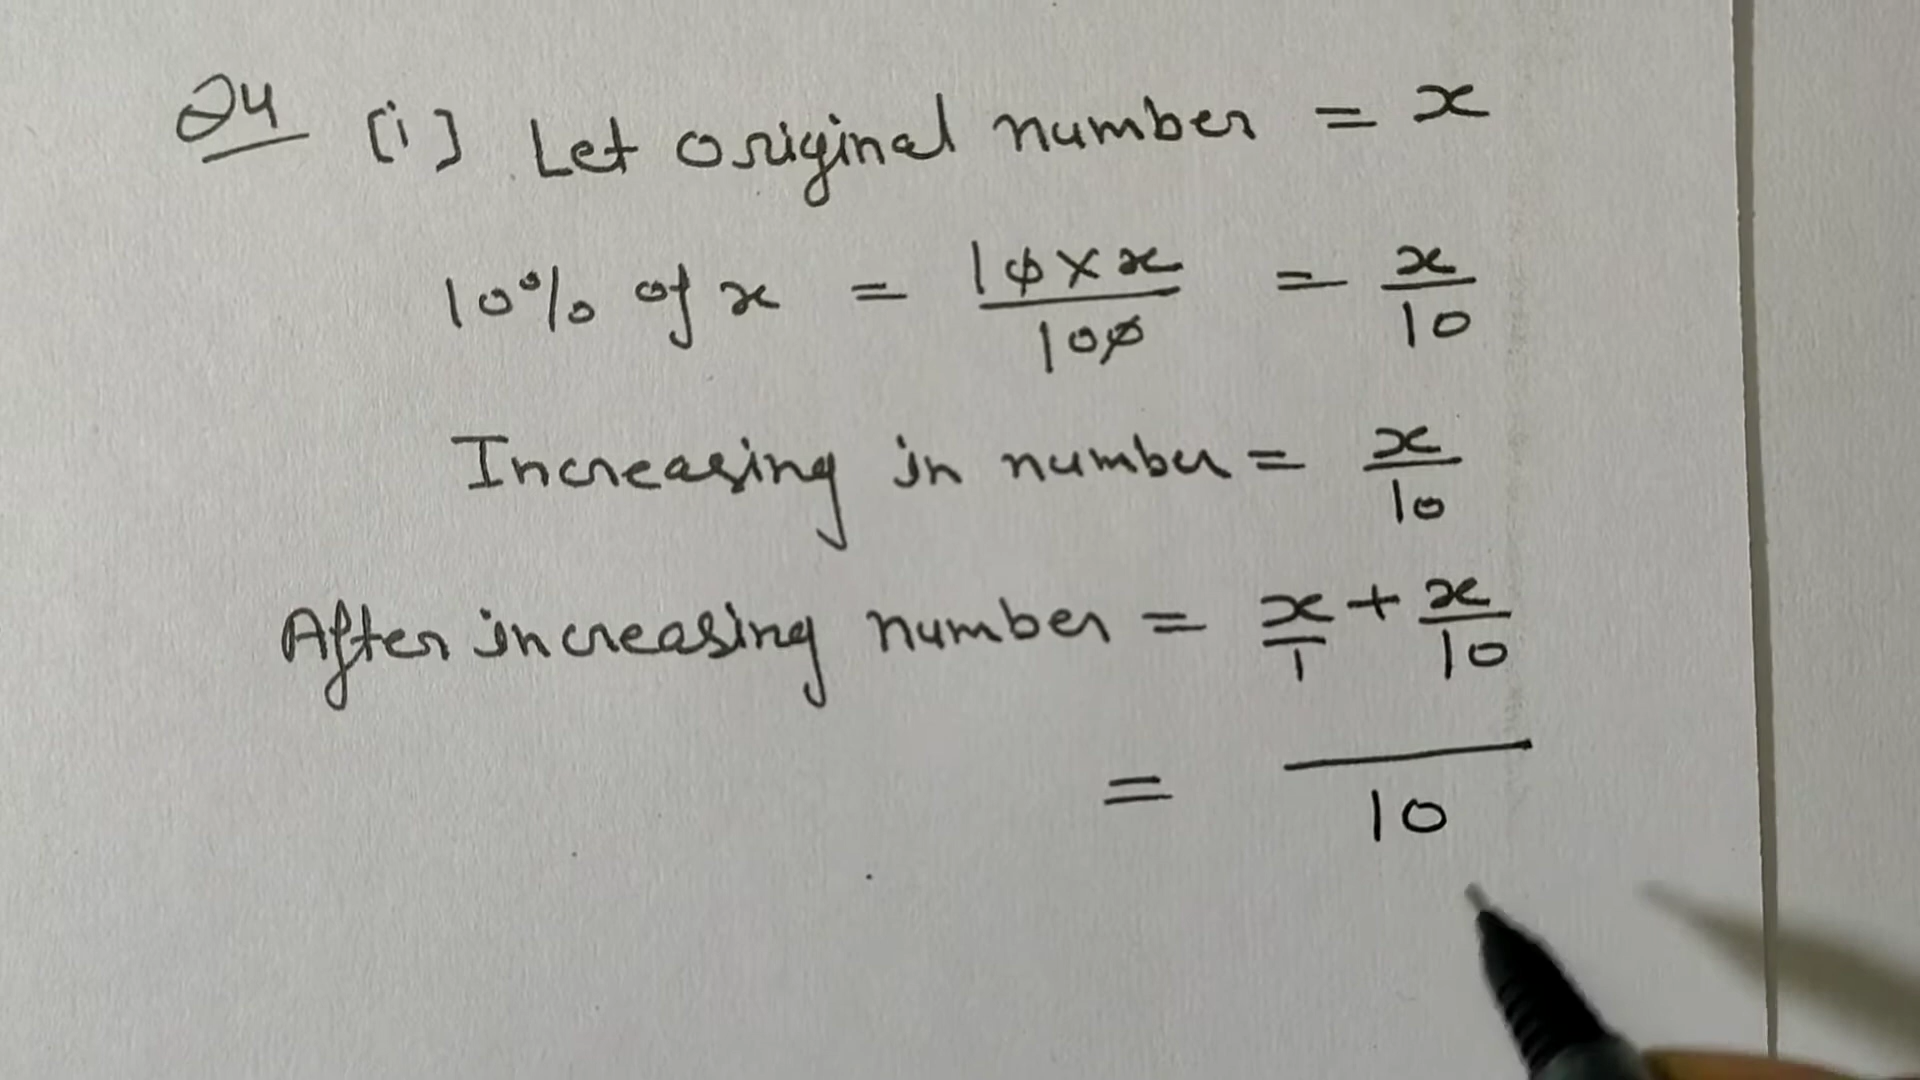 Q4 [i] Let original number = x
10% of x = 10 × x / 100 = x / 10
Increasing in number = x / 10
After increasing number = x / 1 + x / 10
= / 10